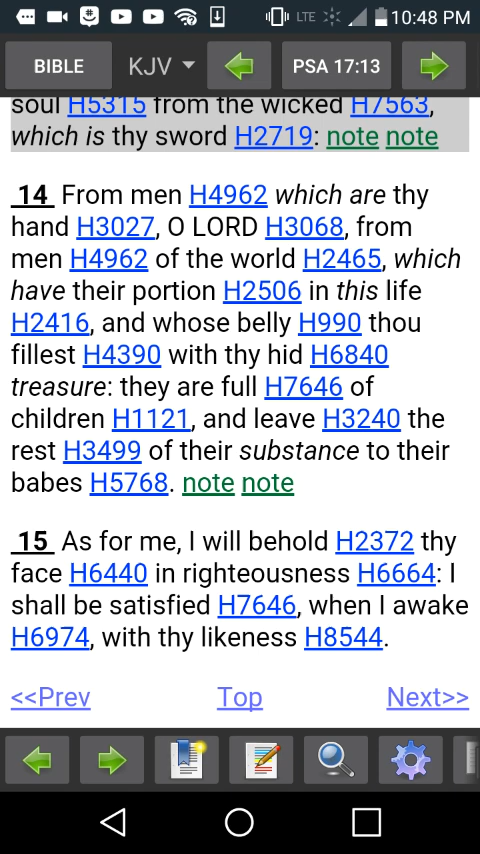 LTE 10:48 PM
BIBLE KJV PSA 17:13
soul H5315 from the wicked H7563,
which is thy sword H2719: note note
14 From men H4962 which are thy
hand H3027, O LORD H3068, from
men H4962 of the world H2465, which
have their portion H2506 in this life
H2416, and whose belly H990 thou
fillest H4390 with thy hid H6840
treasure: they are full H7646 of
children H1121, and leave H3240 the
rest H3499 of their substance to their
babes H5768. note note
15 As for me, I will behold H2372 thy
face H6440 in righteousness H6664: I
shall be satisfied H7646, when I awake
H6974, with thy likeness H8544.
<<Prev Top Next>>